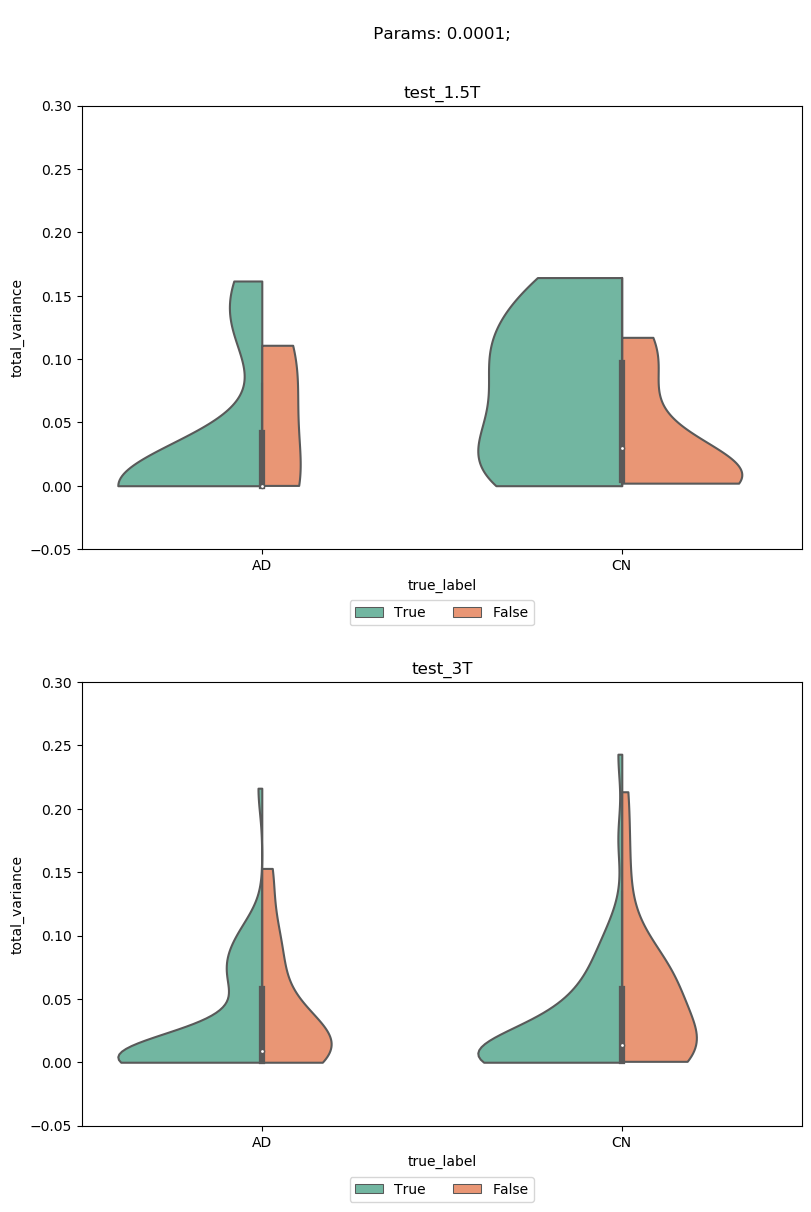 Params: 0.0001;
test_1.5T
0.30
0.25
0.20
0.15
0.10
0.05
0.00
−0.05
total_variance
AD CN
true_label
True False
test_3T
0.30
0.25
0.20
0.15
0.10
0.05
0.00
−0.05
total_variance
AD CN
true_label
True False